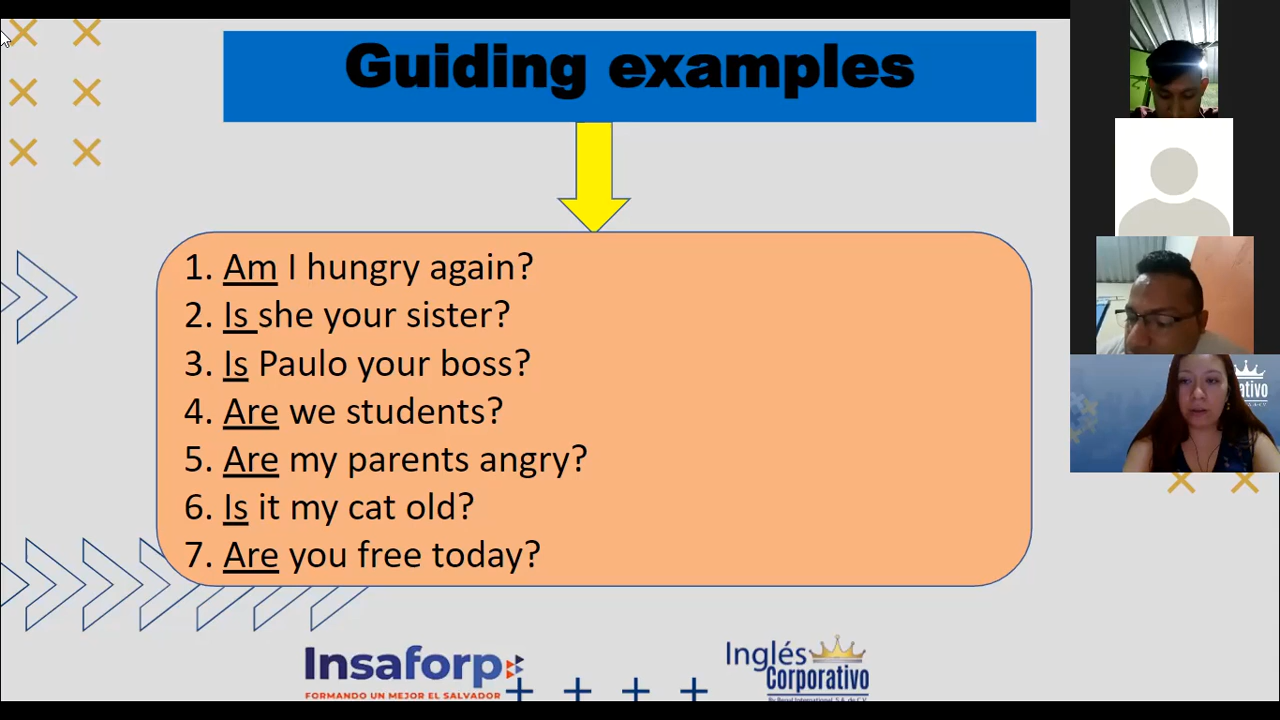 Guiding examples
1. Am I hungry again?
2. Is she your sister?
3. Is Paulo your boss?
4. Are we students?
5. Are my parents angry?
6. Is it my cat old?
7. Are you free today?
Insaforp
FORMANDO UN MEJOR EL SALVADOR
Inglés
Corporativo
ativo